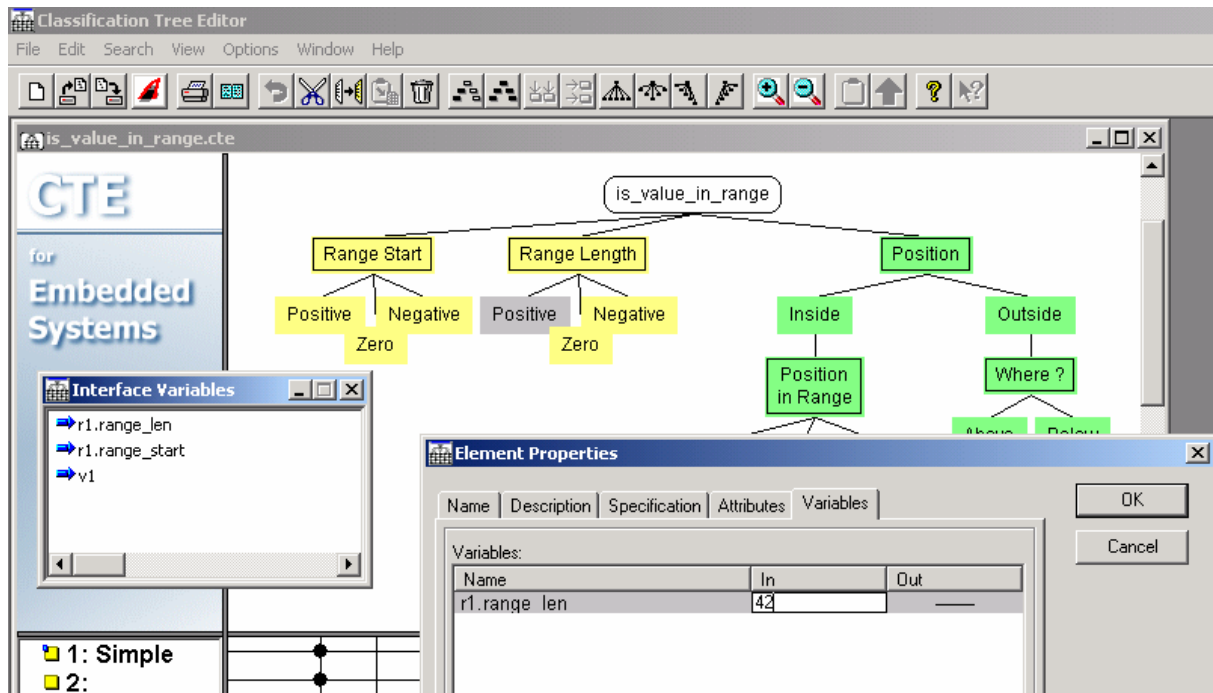 Classification Tree Editor
File Edit Search View Options Window Help
is_value_in_range.cte
CTE
for
Embedded
Systems
is_value_in_range
Range Start
Range Length
Position
Positive
Negative
Zero
Positive
Negative
Zero
Inside
Outside
Position
in Range
Where ?
Above
Below
Interface Variables
r1.range_len
r1.range_start
v1
Element Properties
Name Description Specification Attributes Variables
OK
Cancel
Variables:
Name In Out
r1.range_len 42
1: Simple
2: